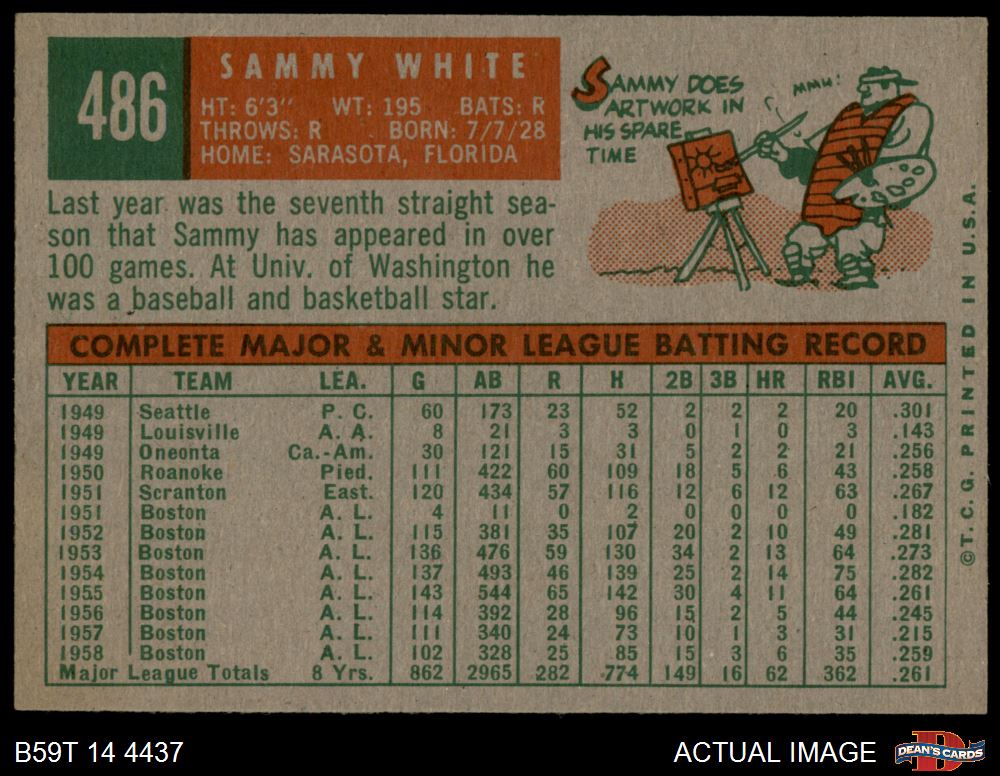 486
SAMMY WHITE
HT: 6'3" WT: 195 BATS: R
THROWS: R BORN: 7/7/28
HOME: SARASOTA, FLORIDA
SAMMY DOES
ARTWORK IN
HIS SPARE
TIME
MMH!
Last year was the seventh straight sea-
son that Sammy has appeared in over
100 games. At Univ. of Washington he
was a baseball and basketball star.
COMPLETE MAJOR & MINOR LEAGUE BATTING RECORD
YEAR TEAM LEA. G AB R H 2B 3B HR RBI AVG.
1949 Seattle P. C. 60 173 23 52 2 2 2 20 .301
1949 Louisville A. A. 8 21 3 3 0 1 0 3 .143
1949 Oneonta Ca.-Am. 30 121 15 31 5 2 2 21 .256
1950 Roanoke Pied. 111 422 60 109 18 5 6 43 .258
1951 Scranton East. 120 434 57 116 12 6 12 63 .267
1951 Boston A. L. 4 11 0 2 0 0 0 0 .182
1952 Boston A. L. 115 381 35 107 20 2 10 49 .281
1953 Boston A. L. 136 476 59 130 34 2 13 64 .273
1954 Boston A. L. 137 493 46 139 25 2 14 75 .282
1955 Boston A. L. 143 544 65 142 30 4 11 64 .261
1956 Boston A. L. 114 392 28 96 15 2 5 44 .245
1957 Boston A. L. 111 340 24 73 10 1 3 31 .215
1958 Boston A. L. 102 328 25 85 15 3 6 35 .259
Major League Totals 8 Yrs. 862 2965 282 774 149 16 62 362 .261
©T.C.G. PRINTED IN U.S.A.
B59T 14 4437
ACTUAL IMAGE
DEAN'S CARDS